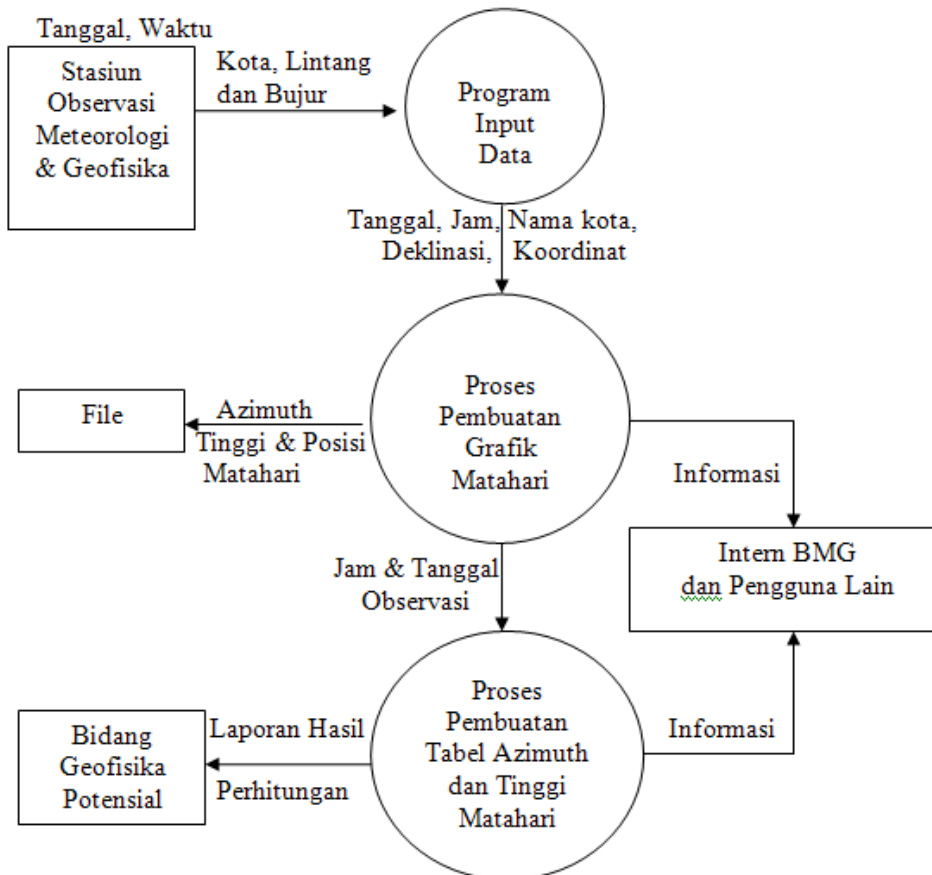 Tanggal, Waktu
Stasiun
Observasi
Meteorologi
& Geofisika
Kota, Lintang
dan Bujur
Program
Input
Data
Tanggal, Jam, Nama kota,
Deklinasi, Koordinat
Proses
Pembuatan
Grafik
Matahari
File
Azimuth
Tinggi & Posisi
Matahari
Informasi
Intern BMG
dan Pengguna Lain
Jam & Tanggal
Observasi
Proses
Pembuatan
Tabel Azimuth
dan Tinggi
Matahari
Laporan Hasil
Perhitungan
Bidang
Geofisika
Potensial
Informasi